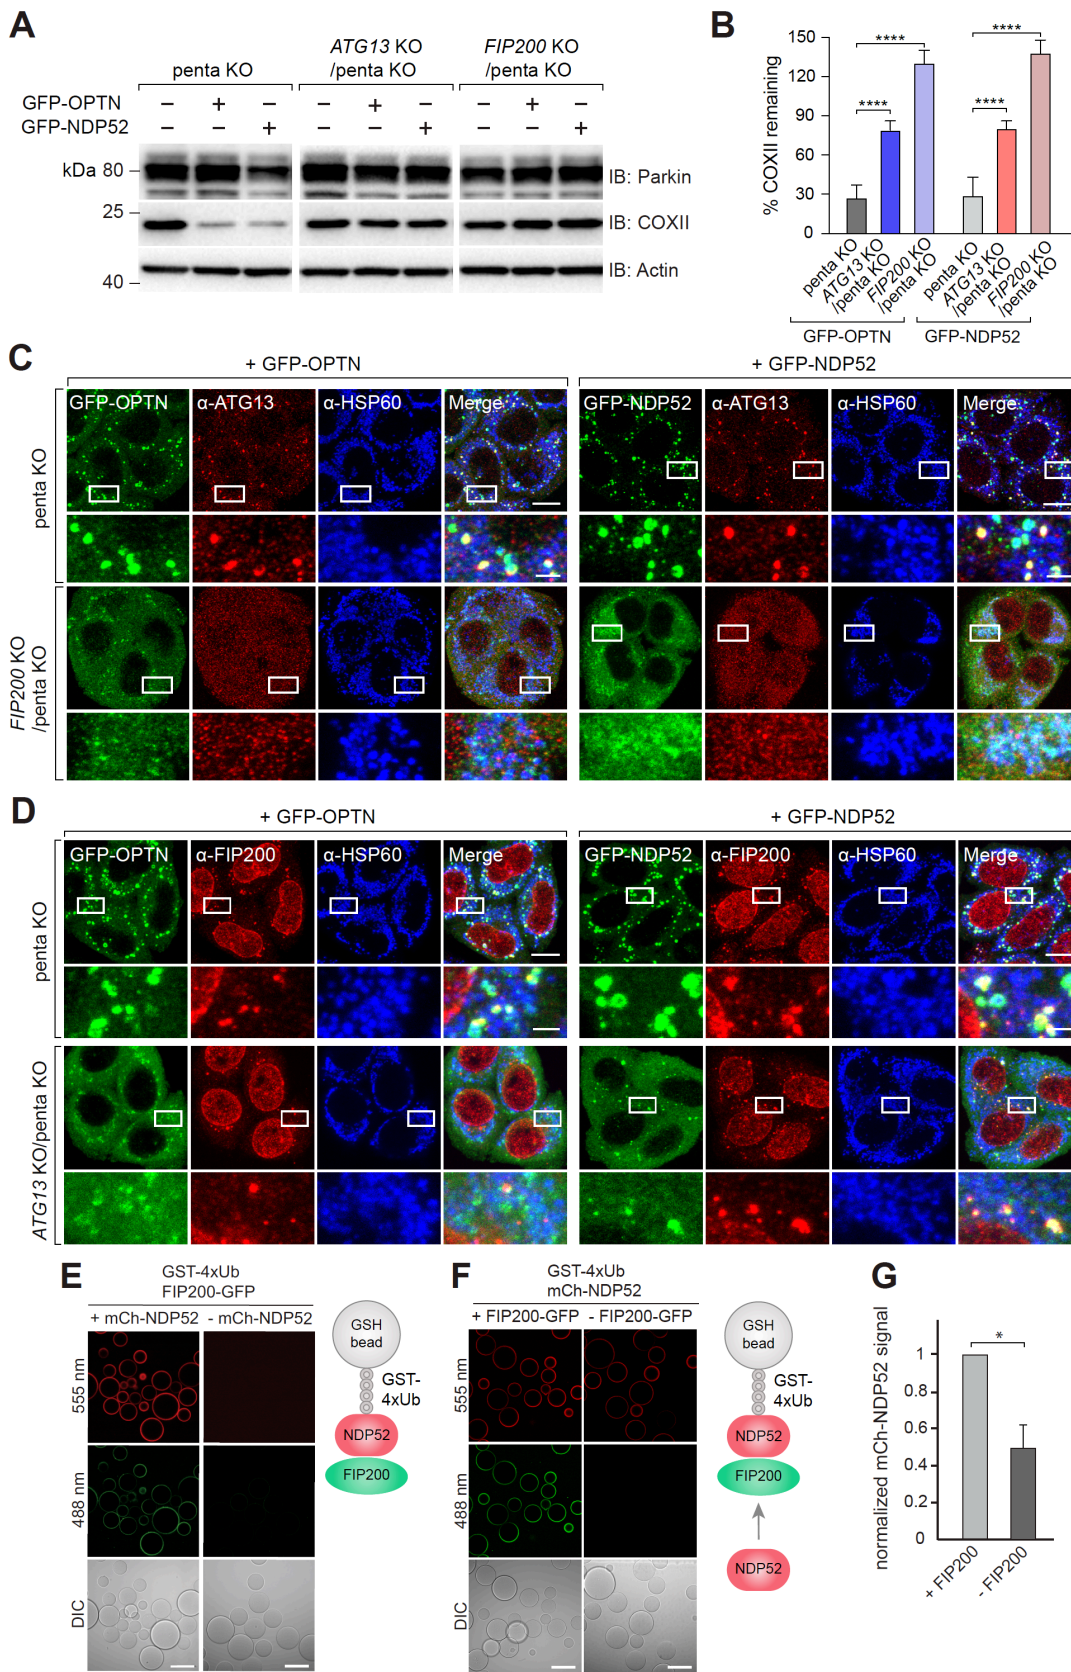 A
penta KO
ATG13 KO
/penta KO
FIP200 KO
/penta KO
GFP-OPTN – + – – + – – + –
GFP-NDP52 – – + – – + – – +
kDa 80
IB: Parkin
25
IB: COXII
40
IB: Actin
B
% COXII remaining
150
120
90
60
30
0
****
****
****
****
penta KO
ATG13 KO
/penta KO
FIP200 KO
/penta KO
penta KO
ATG13 KO
/penta KO
FIP200 KO
/penta KO
GFP-OPTN
GFP-NDP52
C
+ GFP-OPTN
+ GFP-NDP52
GFP-OPTN α-ATG13 α-HSP60 Merge
GFP-NDP52 α-ATG13 α-HSP60 Merge
penta KO
FIP200 KO
/penta KO
D
+ GFP-OPTN
+ GFP-NDP52
GFP-OPTN α-FIP200 α-HSP60 Merge
GFP-NDP52 α-FIP200 α-HSP60 Merge
penta KO
ATG13 KO/penta KO
E
GST-4xUb
FIP200-GFP
+ mCh-NDP52 - mCh-NDP52
555 nm
488 nm
DIC
GSH
bead
GST-
4xUb
NDP52
FIP200
F
GST-4xUb
mCh-NDP52
+ FIP200-GFP - FIP200-GFP
555 nm
488 nm
DIC
GSH
bead
GST-
4xUb
NDP52
FIP200
NDP52
G
normalized mCh-NDP52 signal
1
0.8
0.6
0.4
0.2
0
*
+ FIP200
- FIP200